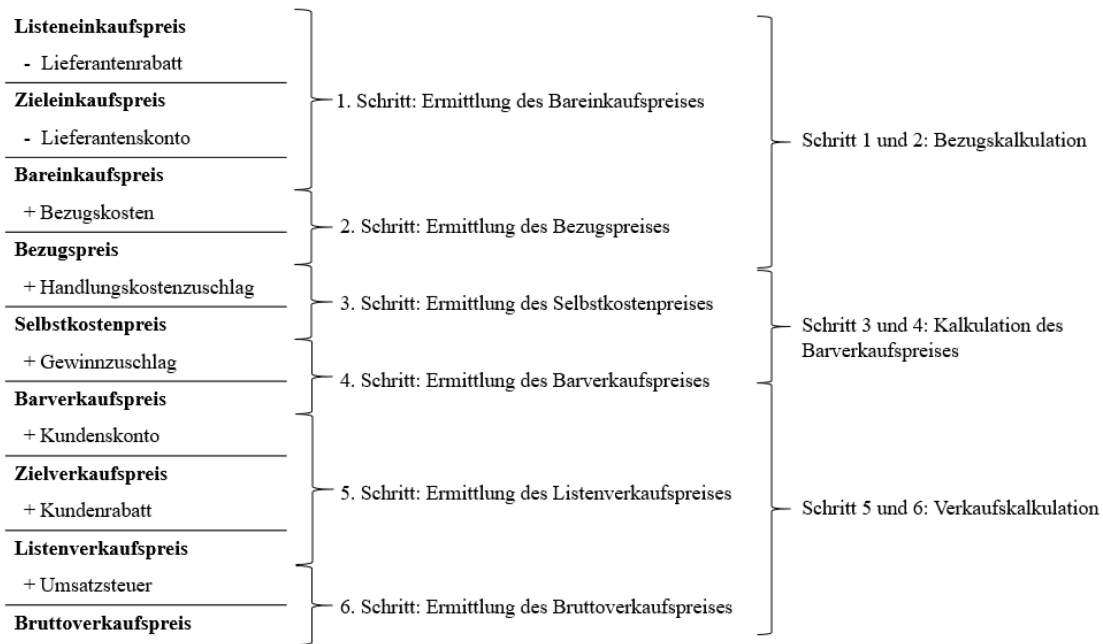 Listeneinkaufspreis
- Lieferantenrabatt
Zieleinkaufspreis
- Lieferantenskonto
Bareinkaufspreis
+ Bezugskosten
Bezugspreis
+ Handlungskostenzuschlag
Selbstkostenpreis
+ Gewinnzuschlag
Barverkaufspreis
+ Kundenskonto
Zielverkaufspreis
+ Kundenrabatt
Listenverkaufspreis
+ Umsatzsteuer
Bruttoverkaufspreis
1. Schritt: Ermittlung des Bareinkaufspreises
2. Schritt: Ermittlung des Bezugspreises
3. Schritt: Ermittlung des Selbstkostenpreises
4. Schritt: Ermittlung des Barverkaufspreises
5. Schritt: Ermittlung des Listenverkaufspreises
6. Schritt: Ermittlung des Bruttoverkaufspreises
Schritt 1 und 2: Bezugskalkulation
Schritt 3 und 4: Kalkulation des
Barverkaufspreises
Schritt 5 und 6: Verkaufskalkulation